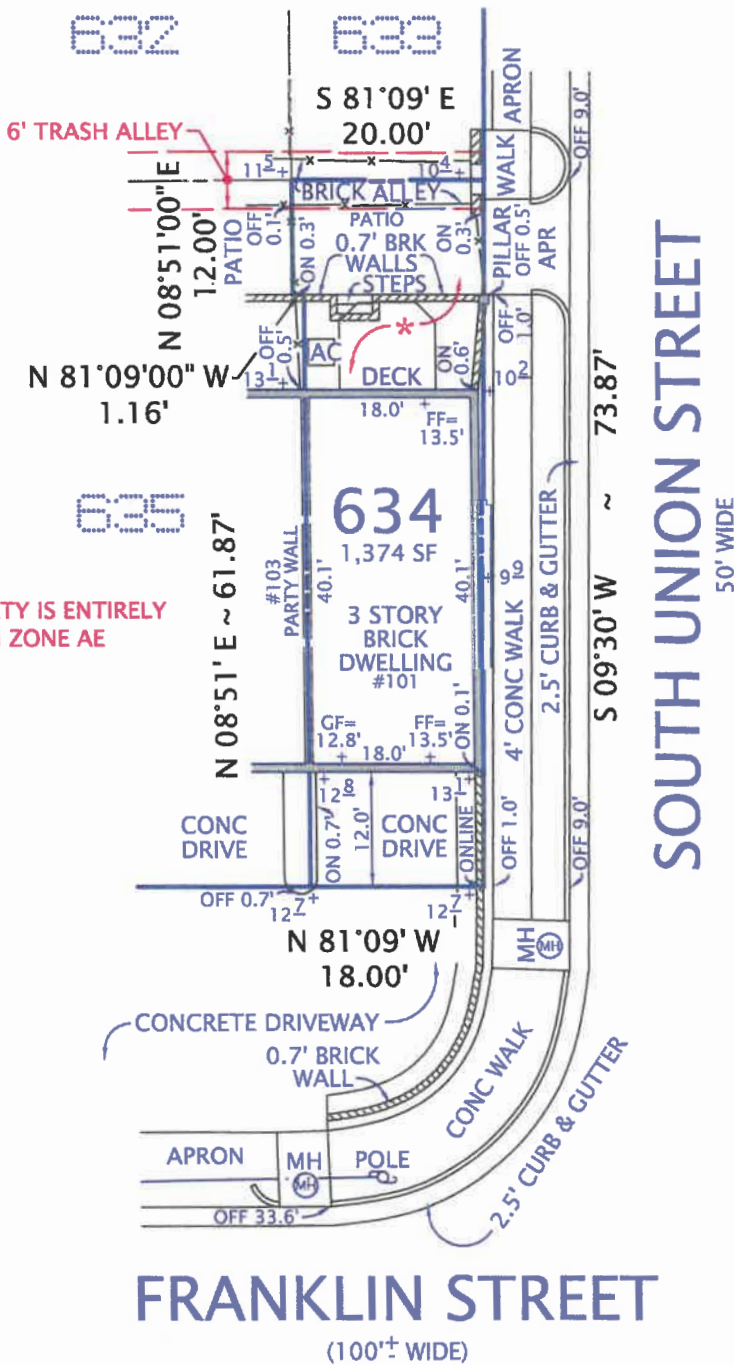 632
633
S 81°09' E
20.00'
6' TRASH ALLEY
11 5
10 4
BRICK ALLEY
WALK
APRON
OFF 9.0'
N 08°51'00" E
12.00'
PATIO
OFF
0.1'
ON 0.3'
PATIO
0.7' BRK
WALLS
STEPS
ON
0.3'
PILLAR
OFF 0.5'
APR
OFF
1.0'
N 81°09'00" W
1.16'
OFF
0.5'
13 1
AC
*
DECK
ON
0.6'
10 2
18.0'
FF=
13.5'
635
634
1,374 SF
3 STORY
BRICK
DWELLING
#101
#103
PARTY WALL
40.1'
40.1'
N 08°51' E ~ 61.87'
TY IS ENTIRELY
ZONE AE
4' CONC WALK
2.5' CURB & GUTTER
S 09°30' W ~ 73.87'
SOUTH UNION STREET
50' WIDE
GF=
12.8'
18.0'
FF=
13.5'
ON 0.1'
12 8
13 1
CONC
DRIVE
ON 0.7'
12.0'
CONC
DRIVE
ONLINE
OFF 1.0'
OFF 9.0'
OFF 0.7'
12 7
12 7
N 81°09' W
18.00'
MH
MH
CONCRETE DRIVEWAY
0.7' BRICK
WALL
CONC WALK
2.5' CURB & GUTTER
APRON
MH
MH
POLE
OFF 33.6'
FRANKLIN STREET
(100'± WIDE)